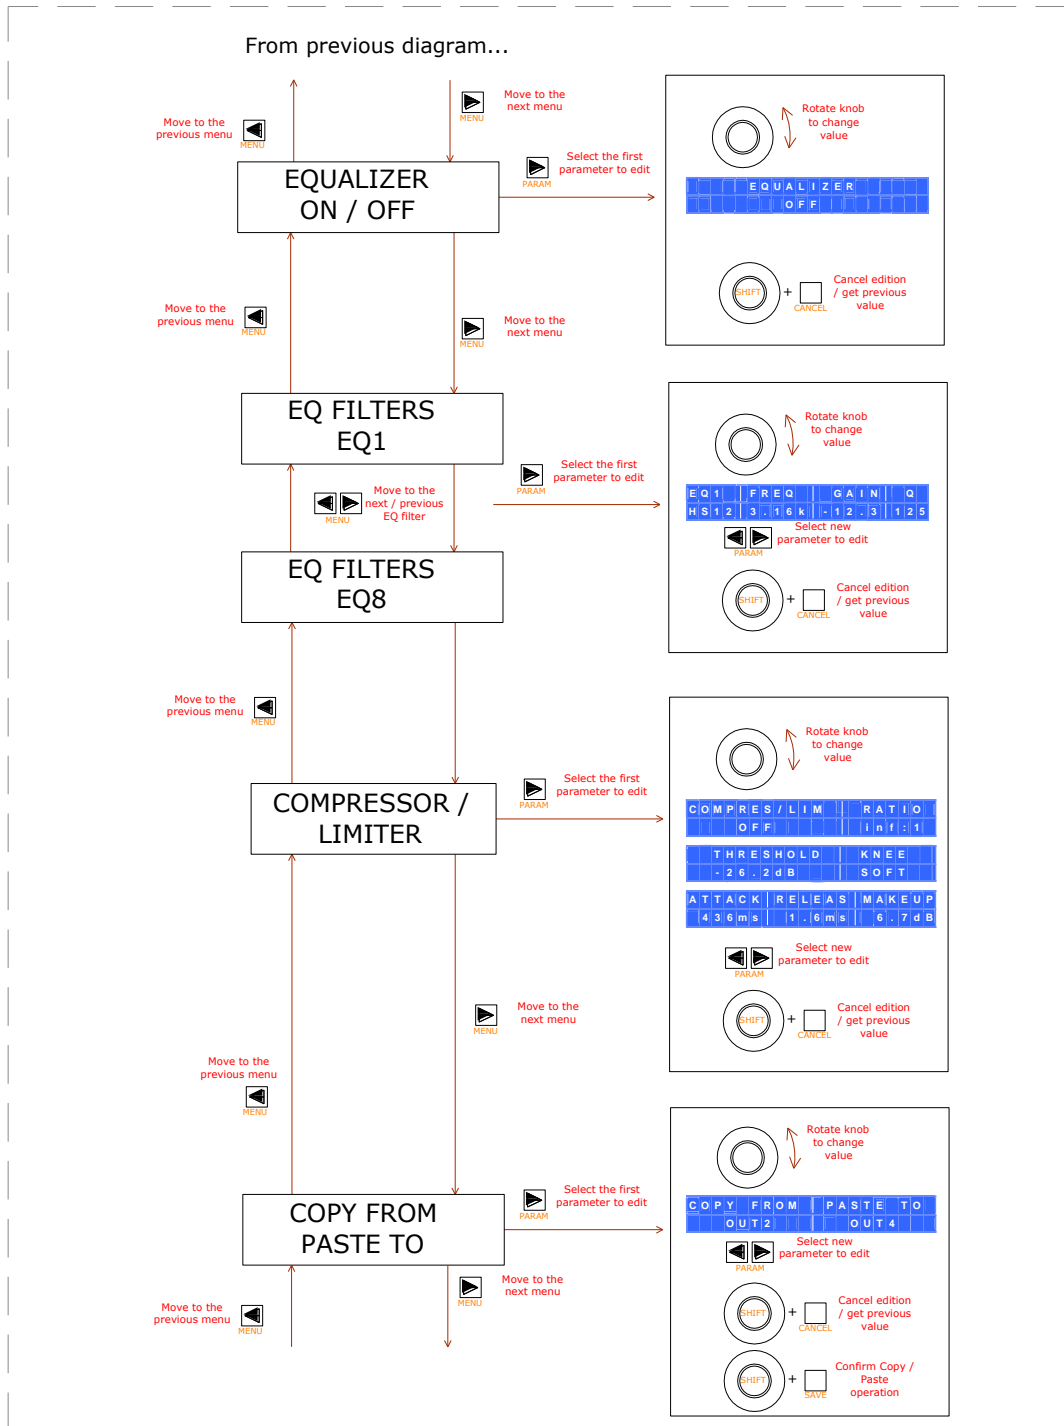 From previous diagram...
Move to the
next menu
MENU
Move to the
previous menu
MENU
EQUALIZER
ON / OFF
Select the first
parameter to edit
PARAM
Rotate knob
to change
value
EQUALIZER
OFF
SHIFT
+
CANCEL
Cancel edition
/ get previous
value
Move to the
previous menu
MENU
Move to the
next menu
MENU
EQ FILTERS
EQ1
Select the first
parameter to edit
PARAM
Move to the
next / previous
EQ filter
MENU
EQ FILTERS
EQ8
Rotate knob
to change
value
EQ1 FREQ GAIN Q
HS12 3.16k -12.3 125
Select new
parameter to edit
PARAM
SHIFT
+
CANCEL
Cancel edition
/ get previous
value
Move to the
previous menu
MENU
COMPRESSOR /
LIMITER
Select the first
parameter to edit
PARAM
Rotate knob
to change
value
COMPRES/LIM RATIO
OFF inf:1
THRESHOLD KNEE
-26.2dB SOFT
ATTACK RELEAS MAKEUP
436ms 1.6ms 6.7dB
Select new
parameter to edit
PARAM
SHIFT
+
CANCEL
Cancel edition
/ get previous
value
Move to the
next menu
MENU
Move to the
previous menu
MENU
COPY FROM
PASTE TO
Select the first
parameter to edit
PARAM
Rotate knob
to change
value
COPY FROM PASTE TO
OUT2 OUT4
Select new
parameter to edit
PARAM
SHIFT
+
CANCEL
Cancel edition
/ get previous
value
SHIFT
+
SAVE
Confirm Copy /
Paste
operation
Move to the
next menu
MENU
Move to the
previous menu
MENU